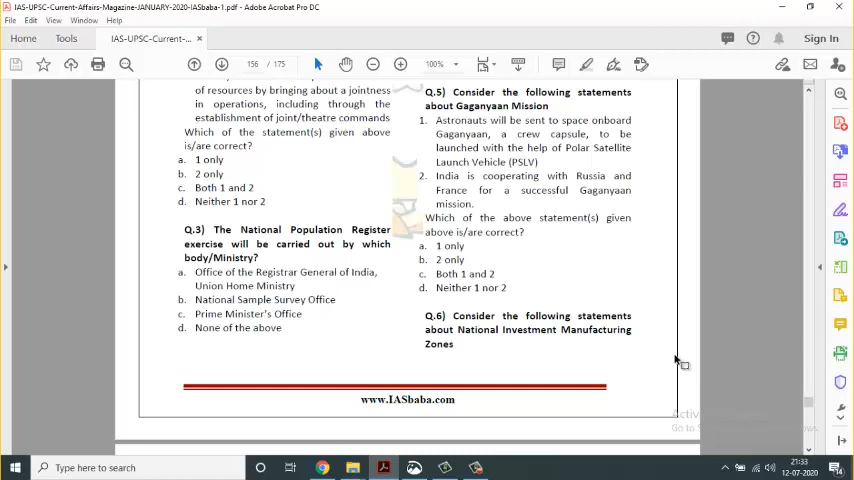 IAS-UPSC-Current-Affairs-Magazine-JANUARY-2020-IASbaba-1.pdf - Adobe Acrobat Pro DC
File Edit View Window Help
Home Tools IAS-UPSC-Current-... × Sign In
156 / 175 100%
of resources by bringing about a jointness
in operations, including through the
establishment of joint/theatre commands
Which of the statement(s) given above
is/are correct?
a. 1 only
b. 2 only
c. Both 1 and 2
d. Neither 1 nor 2
Q.3) The National Population Register
exercise will be carried out by which
body/Ministry?
a. Office of the Registrar General of India,
Union Home Ministry
b. National Sample Survey Office
c. Prime Minister's Office
d. None of the above
Q.5) Consider the following statements
about Gaganyaan Mission
1. Astronauts will be sent to space onboard
Gaganyaan, a crew capsule, to be
launched with the help of Polar Satellite
Launch Vehicle (PSLV)
2. India is cooperating with Russia and
France for a successful Gaganyaan
mission.
Which of the above statement(s) given
above is/are correct?
a. 1 only
b. 2 only
c. Both 1 and 2
d. Neither 1 nor 2
Q.6) Consider the following statements
about National Investment Manufacturing
Zones
www.IASbaba.com
Type here to search
21:33
12-07-2020